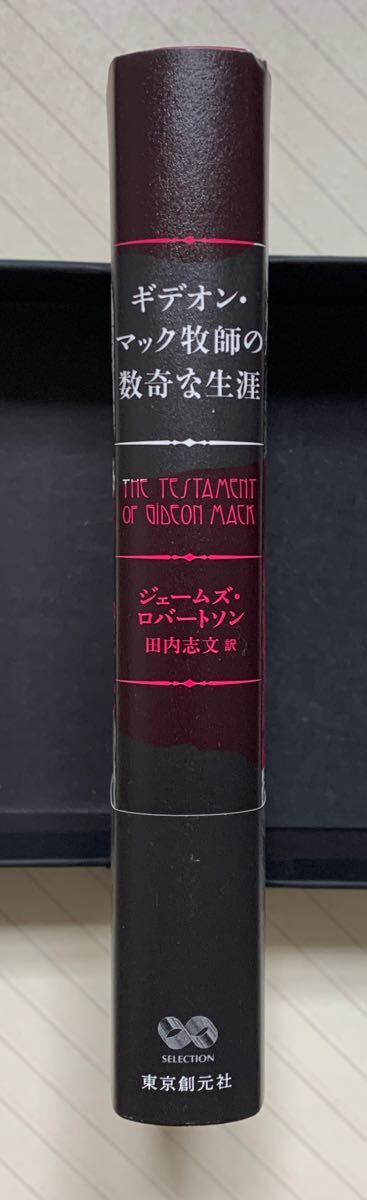 ギデオン・
マック牧師の
数奇な生涯
THE TESTAMENT
OF GIDEON MACK
ジェームズ・
ロバートソン
田内志文 訳
SELECTION
東京創元社